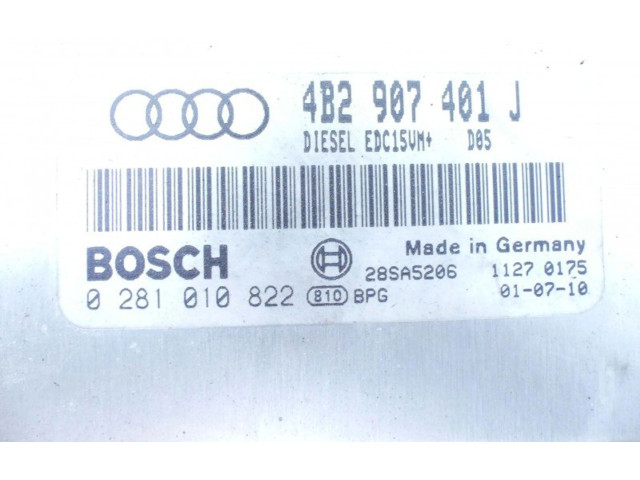 4B2 907 401 J
DIESEL EDC15VM+ D05
BOSCH
Made in Germany
28SA5206 1127 0175
0 281 010 822 810 BPG 01-07-10